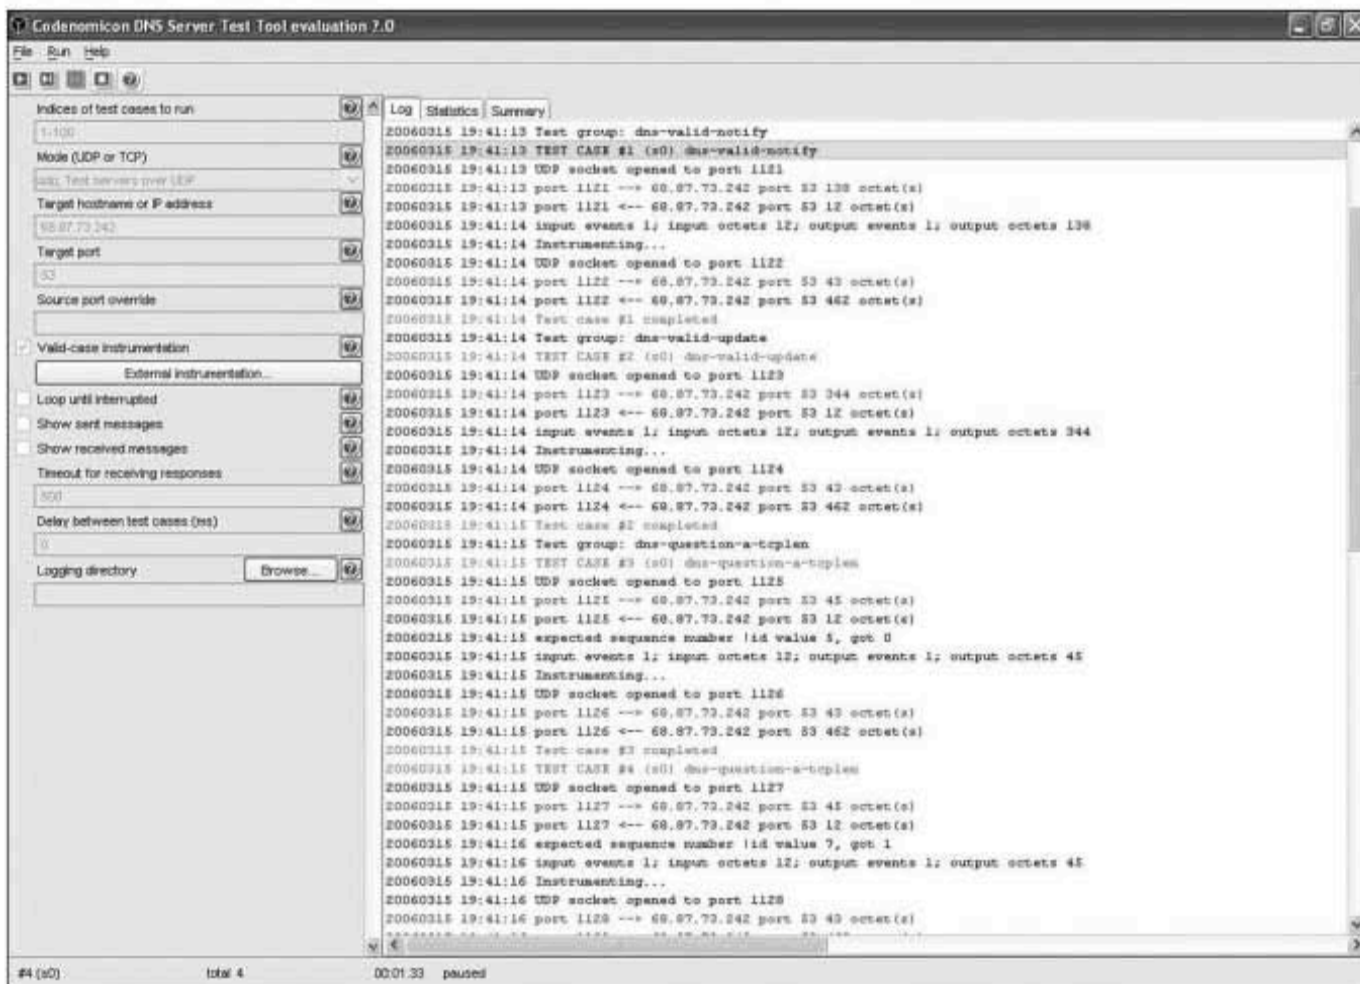 Codenomicon DNS Server Test Tool evaluation ?.0
File Run Help
Indices of test cases to run
1-100
Mode (UDP or TCP)
udp, Test servers over UDP
Target hostname or IP address
68.87.73.242
Target port
53
Source port override
Valid-case instrumentation
External instrumentation...
Loop until interrupted
Show sent messages
Show received messages
Timeout for receiving responses
500
Delay between test cases (ms)
0
Logging directory
Browse...
Log Statistics Summary
20060315 19:41:13 Test group: dns-valid-notify
20060315 19:41:13 TEST CASE #1 (s0) dns-valid-notify
20060315 19:41:13 UDP socket opened to port 1121
20060315 19:41:13 port 1121 --> 68.87.73.242 port 53 138 octet(s)
20060315 19:41:13 port 1121 <-- 68.87.73.242 port 53 12 octet(s)
20060315 19:41:14 input events 1; input octets 12; output events 1; output octets 138
20060315 19:41:14 Instrumenting...
20060315 19:41:14 UDP socket opened to port 1122
20060315 19:41:14 port 1122 --> 68.87.73.242 port 53 43 octet(s)
20060315 19:41:14 port 1122 <-- 68.87.73.242 port 53 462 octet(s)
20060315 19:41:14 Test case #1 completed
20060315 19:41:14 Test group: dns-valid-update
20060315 19:41:14 TEST CASE #2 (s0) dns-valid-update
20060315 19:41:14 UDP socket opened to port 1123
20060315 19:41:14 port 1123 --> 68.87.73.242 port 53 344 octet(s)
20060315 19:41:14 port 1123 <-- 68.87.73.242 port 53 12 octet(s)
20060315 19:41:14 input events 1; input octets 12; output events 1; output octets 344
20060315 19:41:14 Instrumenting...
20060315 19:41:14 UDP socket opened to port 1124
20060315 19:41:14 port 1124 --> 68.87.73.242 port 53 43 octet(s)
20060315 19:41:14 port 1124 <-- 68.87.73.242 port 53 462 octet(s)
20060315 19:41:15 Test case #2 completed
20060315 19:41:15 Test group: dns-question-a-tcplen
20060315 19:41:15 TEST CASE #3 (s0) dns-question-a-tcplen
20060315 19:41:15 UDP socket opened to port 1125
20060315 19:41:15 port 1125 --> 68.87.73.242 port 53 45 octet(s)
20060315 19:41:15 port 1125 <-- 68.87.73.242 port 53 12 octet(s)
20060315 19:41:15 expected sequence number !id value 5, got 0
20060315 19:41:15 input events 1; input octets 12; output events 1; output octets 45
20060315 19:41:15 Instrumenting...
20060315 19:41:15 UDP socket opened to port 1126
20060315 19:41:15 port 1126 --> 68.87.73.242 port 53 43 octet(s)
20060315 19:41:15 port 1126 <-- 68.87.73.242 port 53 462 octet(s)
20060315 19:41:15 Test case #3 completed
20060315 19:41:15 TEST CASE #4 (s0) dns-question-a-tcplen
20060315 19:41:15 UDP socket opened to port 1127
20060315 19:41:15 port 1127 --> 68.87.73.242 port 53 45 octet(s)
20060315 19:41:15 port 1127 <-- 68.87.73.242 port 53 12 octet(s)
20060315 19:41:16 expected sequence number !id value 7, got 1
20060315 19:41:16 input events 1; input octets 12; output events 1; output octets 45
20060315 19:41:16 Instrumenting...
20060315 19:41:16 UDP socket opened to port 1128
20060315 19:41:16 port 1128 --> 68.87.73.242 port 53 43 octet(s)
#4 (s0) total 4 00:01:33 paused